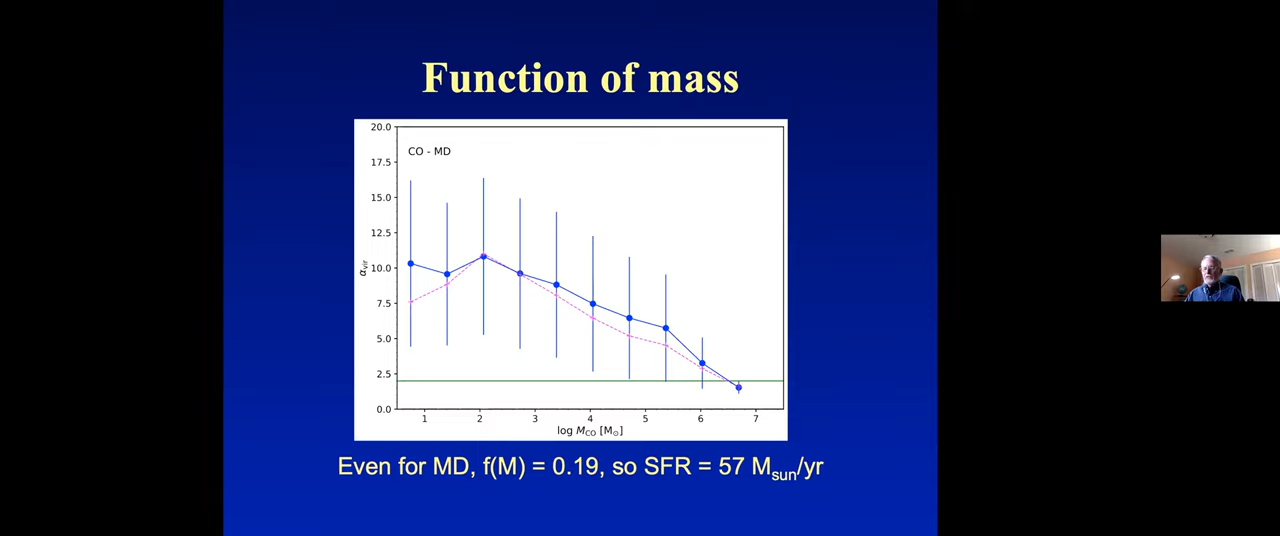 Function of mass
20.0
CO - MD
17.5
15.0
12.5
10.0
α_vir
7.5
5.0
2.5
0.0
1 2 3 4 5 6 7
log M_CO [M_⊙]
Even for MD, f(M) = 0.19, so SFR = 57 M_sun/yr